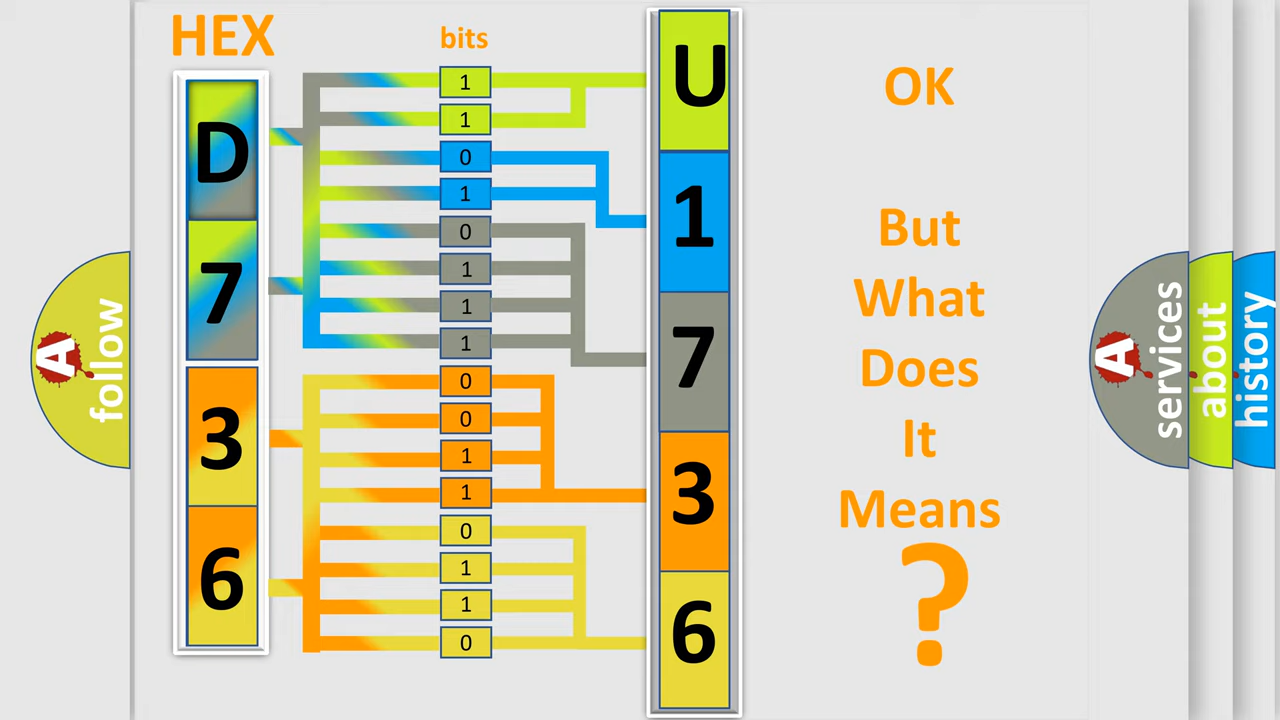 HEX
bits
D
7
3
6
1
1
0
1
0
1
1
1
0
0
1
1
0
1
1
0
U
1
7
3
6
OK
But
What
Does
It
Means
?
A
follow
A
services
about
history